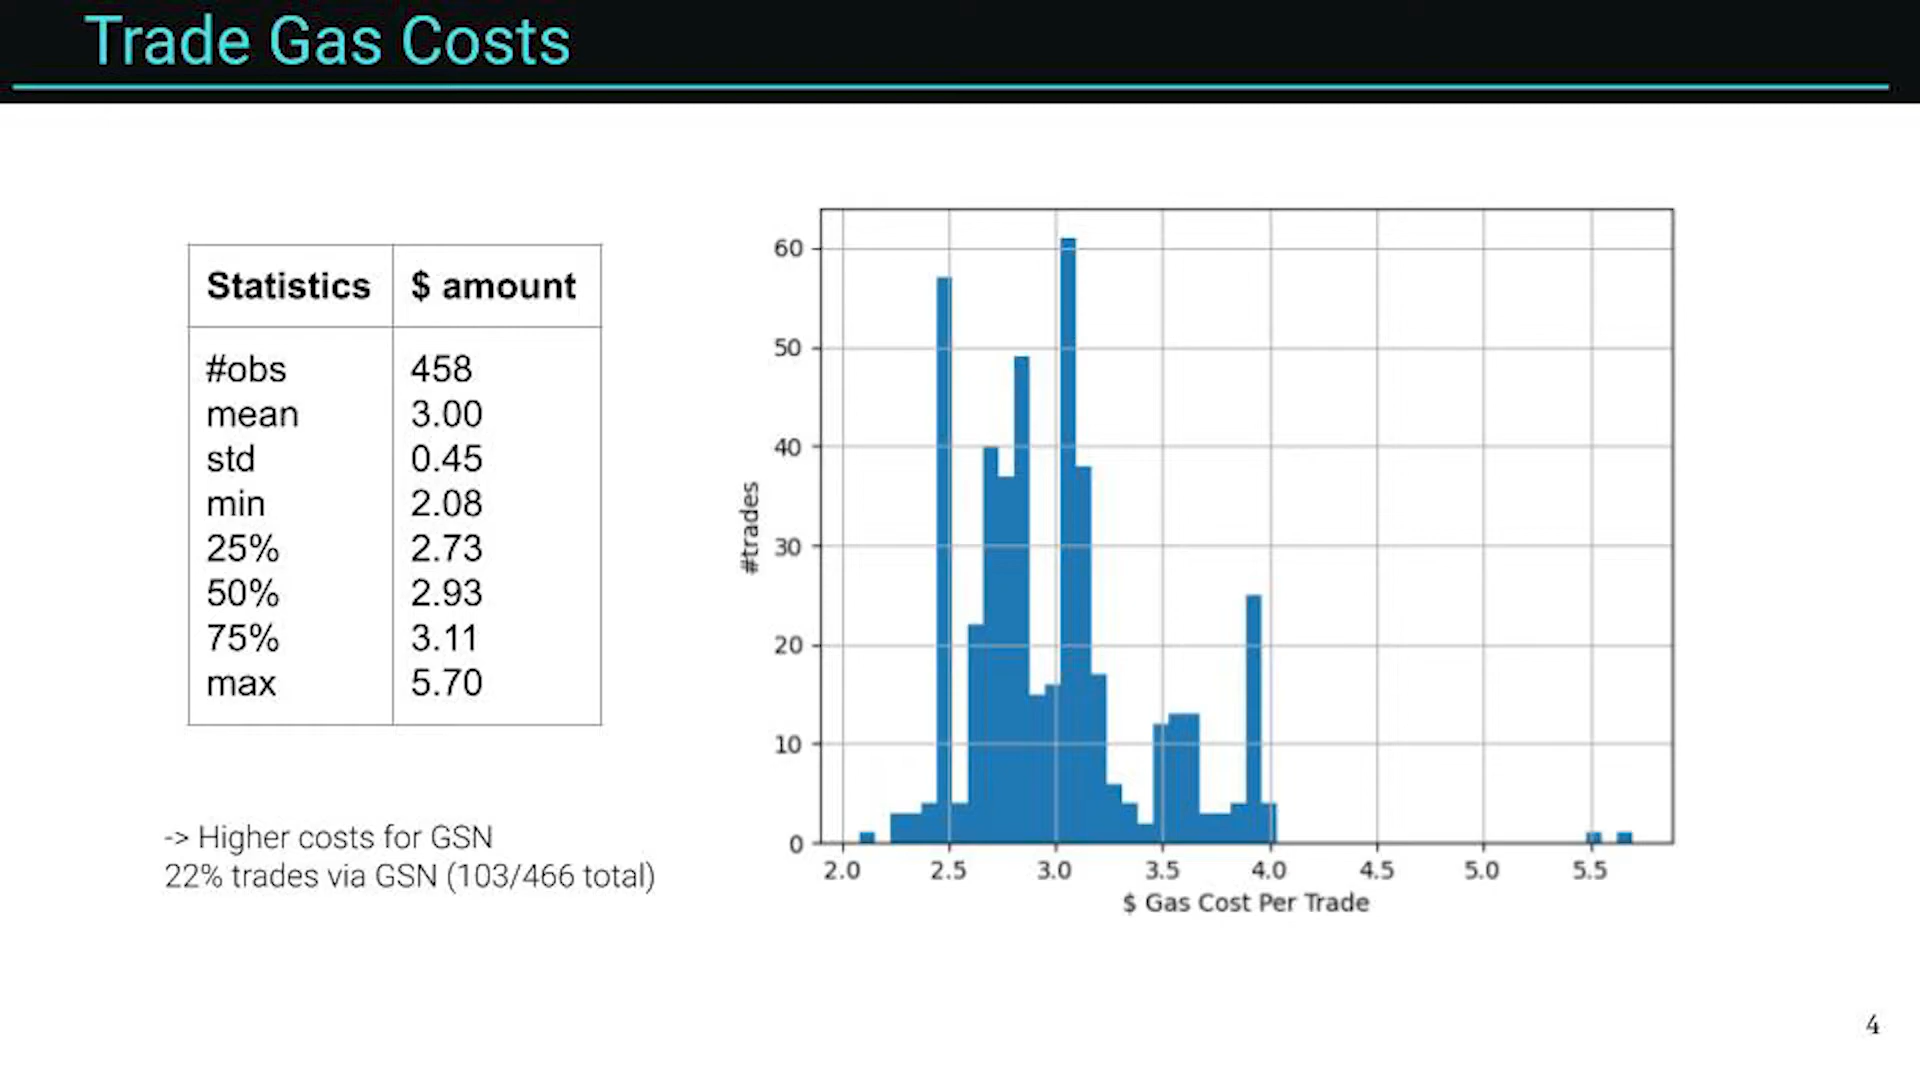 Trade Gas Costs
Statistics $ amount
#obs 458
mean 3.00
std 0.45
min 2.08
25% 2.73
50% 2.93
75% 3.11
max 5.70
-> Higher costs for GSN
22% trades via GSN (103/466 total)
60
50
40
30
20
10
0
#trades
2.0 2.5 3.0 3.5 4.0 4.5 5.0 5.5
$ Gas Cost Per Trade
4